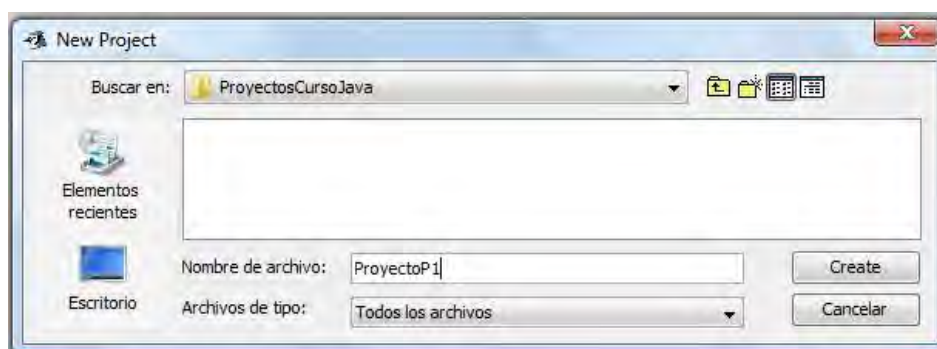 New Project
Buscar en: ProyectosCursoJava
Elementos
recientes
Nombre de archivo: ProyectoP1 Create
Escritorio Archivos de tipo: Todos los archivos Cancelar